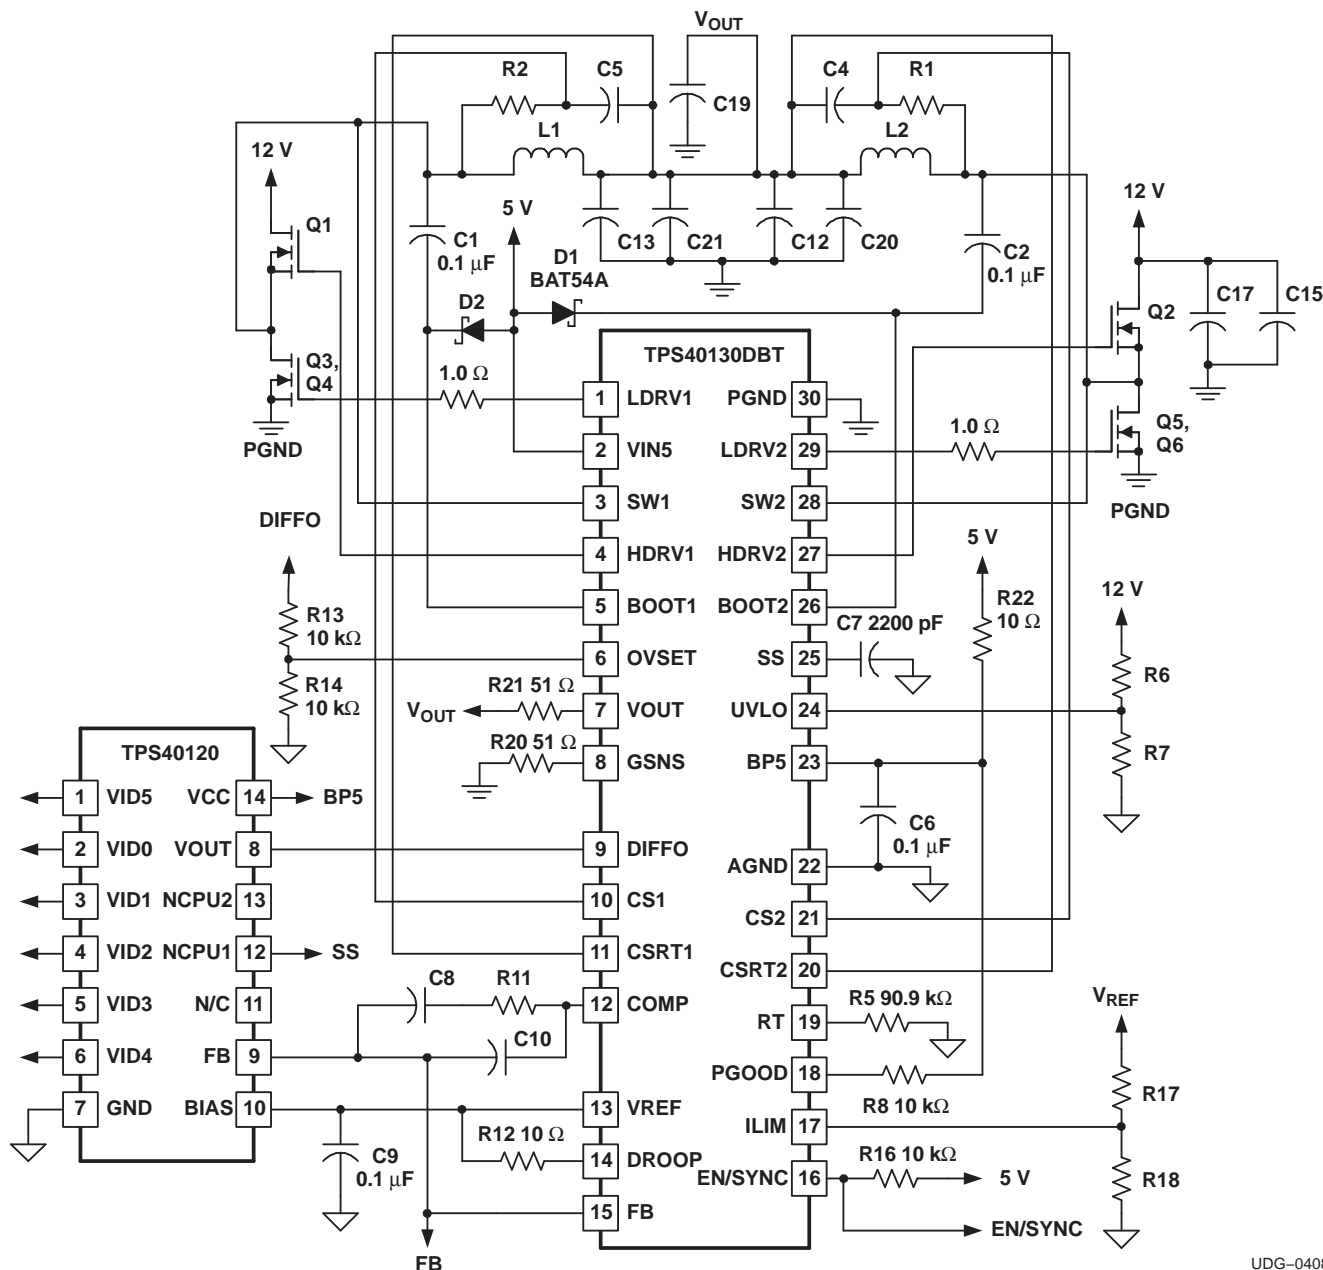 V_OUT
R2
C5
C4
R1
C19
L1
L2
12 V
5 V
12 V
Q1
C1
0.1 μF
C13
C21
C12
C20
C2
0.1 μF
D1
BAT54A
D2
C17
C15
Q2
Q3,
Q4
TPS40130DBT
1.0 Ω
1 LDRV1
PGND 30
1.0 Ω
Q5,
Q6
PGND
2 VIN5
LDRV2 29
3 SW1
SW2 28
PGND
DIFFO
4 HDRV1
HDRV2 27
5 V
5 BOOT1
BOOT2 26
R22
10 Ω
12 V
R13
10 kΩ
C7 2200 pF
6 OVSET
SS 25
R6
R14
10 kΩ
R21 51 Ω
V_OUT
7 VOUT
UVLO 24
R20 51 Ω
8 GSNS
BP5 23
R7
TPS40120
1 VID5
VCC 14
BP5
C6
0.1 μF
2 VID0
VOUT 8
9 DIFFO
AGND 22
3 VID1
NCPU2 13
10 CS1
CS2 21
4 VID2
NCPU1 12
SS
11 CSRT1
CSRT2 20
C8
R11
5 VID3
N/C 11
12 COMP
R5 90.9 kΩ
RT 19
V_REF
C10
6 VID4
FB 9
PGOOD 18
R17
R8 10 kΩ
7 GND
BIAS 10
13 VREF
ILIM 17
R12 10 Ω
R16 10 kΩ
C9
0.1 μF
14 DROOP
EN/SYNC 16
5 V
R18
15 FB
EN/SYNC
FB
UDG–0408